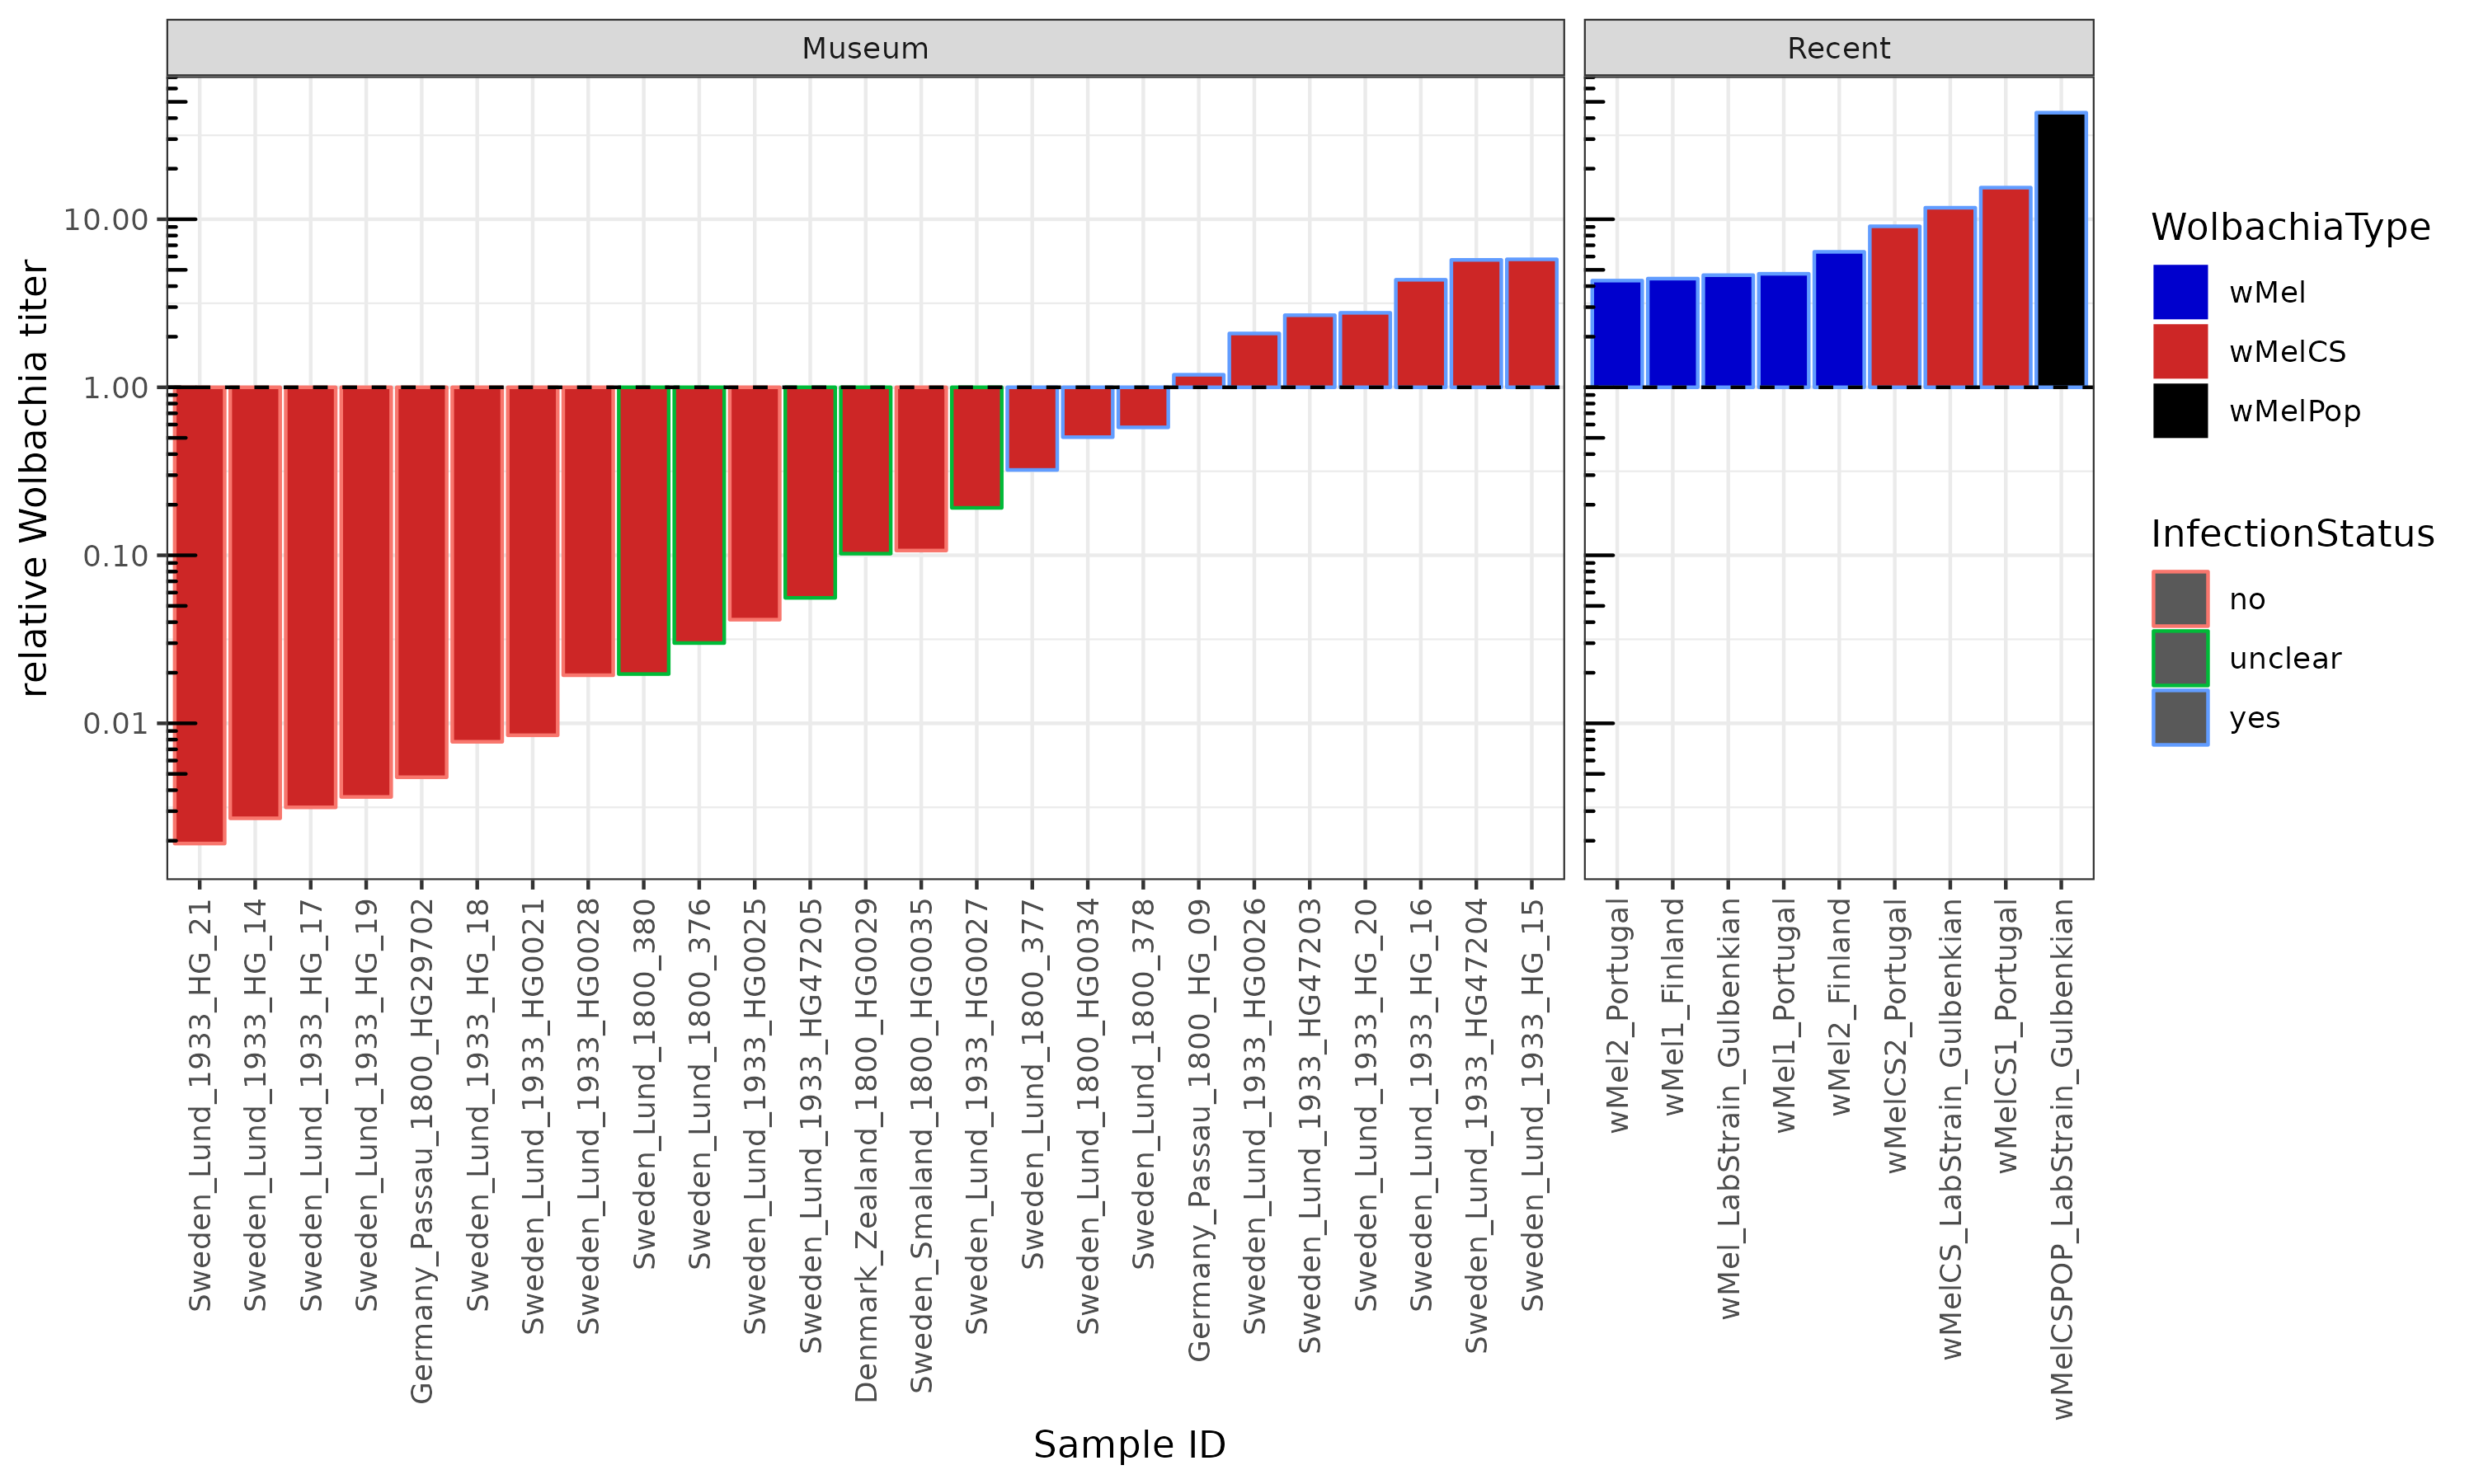 Museum
Recent
relative Wolbachia titer
10.00
1.00
0.10
0.01
Sweden_Lund_1933_HG_21
Sweden_Lund_1933_HG_14
Sweden_Lund_1933_HG_17
Sweden_Lund_1933_HG_19
Germany_Passau_1800_HG29702
Sweden_Lund_1933_HG_18
Sweden_Lund_1933_HG0021
Sweden_Lund_1933_HG0028
Sweden_Lund_1800_380
Sweden_Lund_1800_376
Sweden_Lund_1933_HG0025
Sweden_Lund_1933_HG47205
Denmark_Zealand_1800_HG0029
Sweden_Smaland_1800_HG0035
Sweden_Lund_1933_HG0027
Sweden_Lund_1800_377
Sweden_Lund_1800_HG0034
Sweden_Lund_1800_378
Germany_Passau_1800_HG_09
Sweden_Lund_1933_HG0026
Sweden_Lund_1933_HG47203
Sweden_Lund_1933_HG_20
Sweden_Lund_1933_HG_16
Sweden_Lund_1933_HG47204
Sweden_Lund_1933_HG_15
wMel2_Portugal
wMel1_Finland
wMel_LabStrain_Gulbenkian
wMel1_Portugal
wMel2_Finland
wMelCS2_Portugal
wMelCS_LabStrain_Gulbenkian
wMelCS1_Portugal
wMelCSPOP_LabStrain_Gulbenkian
Sample ID
WolbachiaType
wMel
wMelCS
wMelPop
InfectionStatus
no
unclear
yes